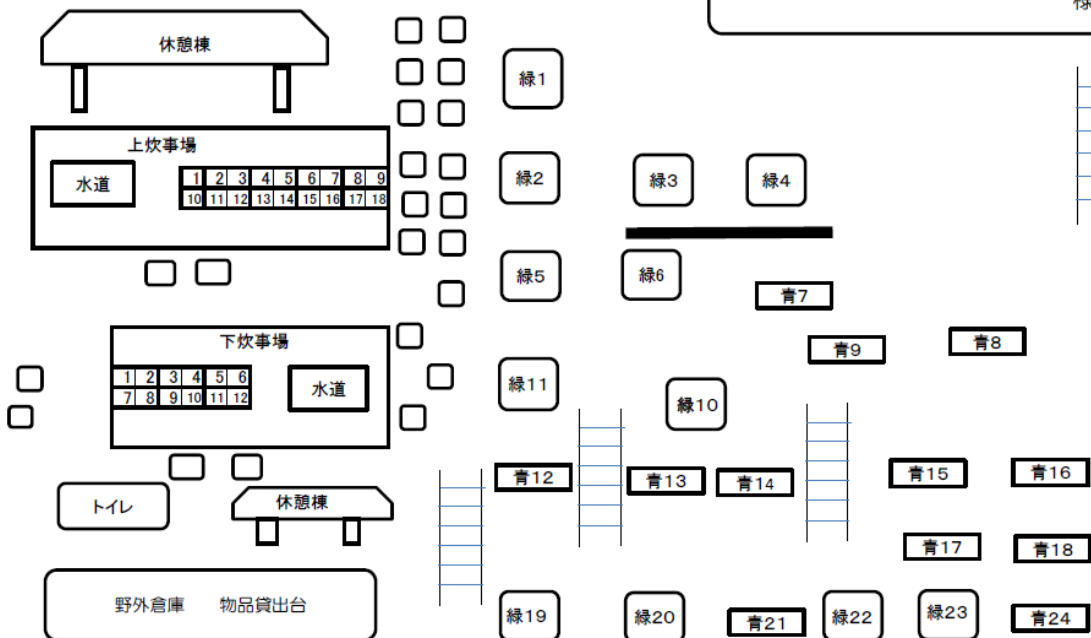 様
休憩棟
緑1
上炊事場
水道
1 2 3 4 5 6 7 8 9
10 11 12 13 14 15 16 17 18
緑2
緑3
緑4
緑5
緑6
青7
下炊事場
青9
青8
1 2 3 4 5 6
7 8 9 10 11 12
水道
緑11
緑10
青12
青13
青14
青15
青16
トイレ
休憩棟
青17
青18
野外倉庫 物品貸出台
緑19
緑20
青21
緑22
緑23
青24